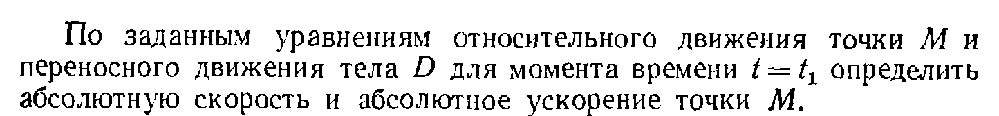 По заданным уравнениям относительного движения точки M и
переносного движения тела D для момента времени t = t₁ определить
абсолютную скорость и абсолютное ускорение точки M.